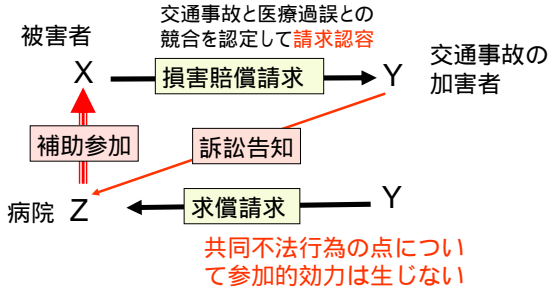 交通事故と医療過誤との
競合を認定して請求認容
被害者
X
損害賠償請求
Y
交通事故の
加害者
補助参加
訴訟告知
病院 Z
求償請求
Y
共同不法行為の点につい
て参加的効力は生じない